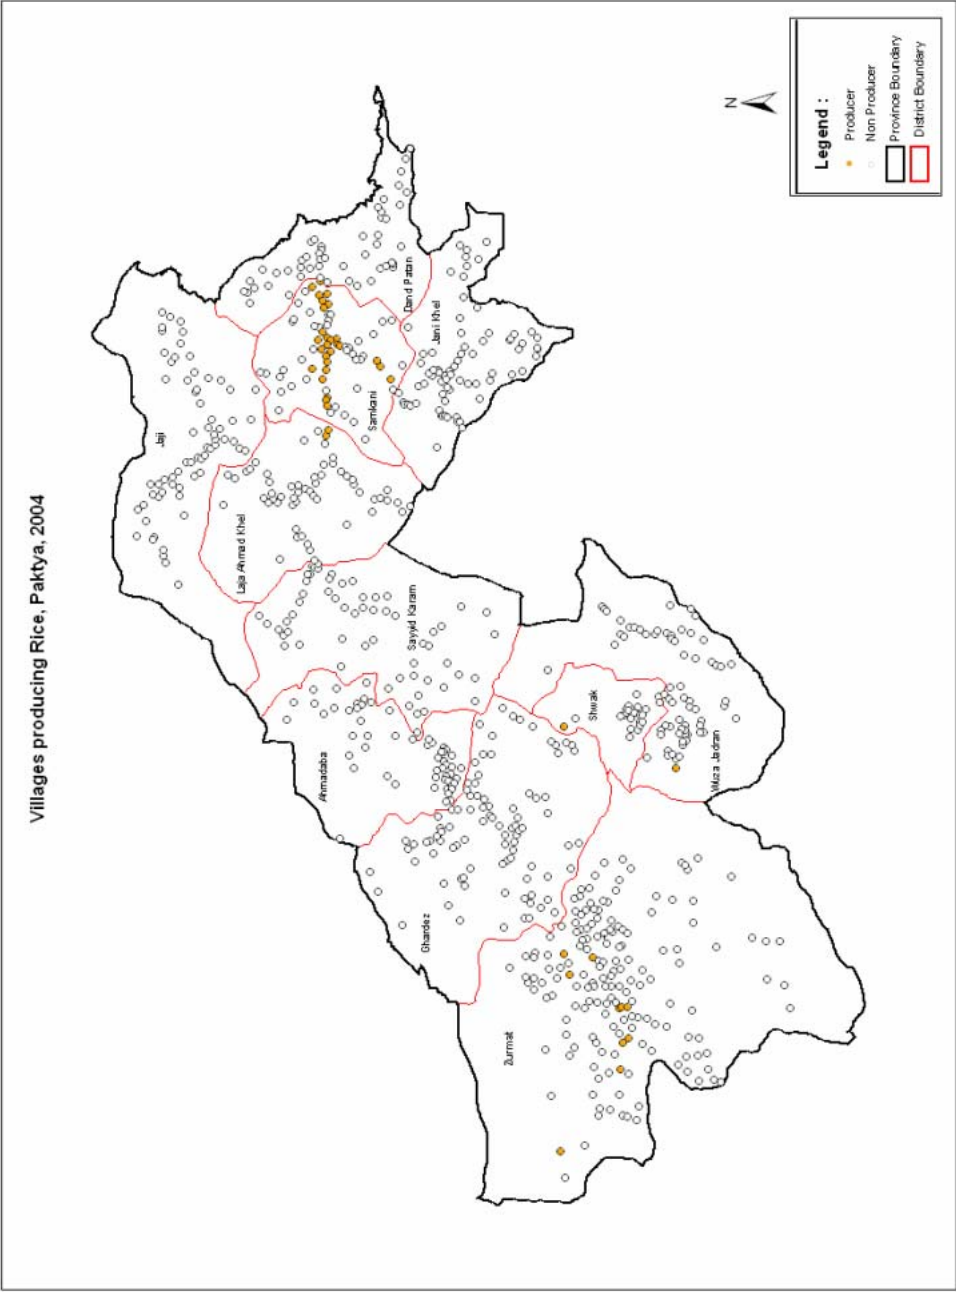 Villages producing Rice, Paktya, 2004
N
Jaji
Laja Ahmad Khel
Samkani
Dand Patan
Jani Khel
Sayyid Karam
Ahmadaba
Shwak
Wuza Jadran
Ghardez
Zurmat
Legend :
Producer
Non Producer
Province Boundary
District Boundary